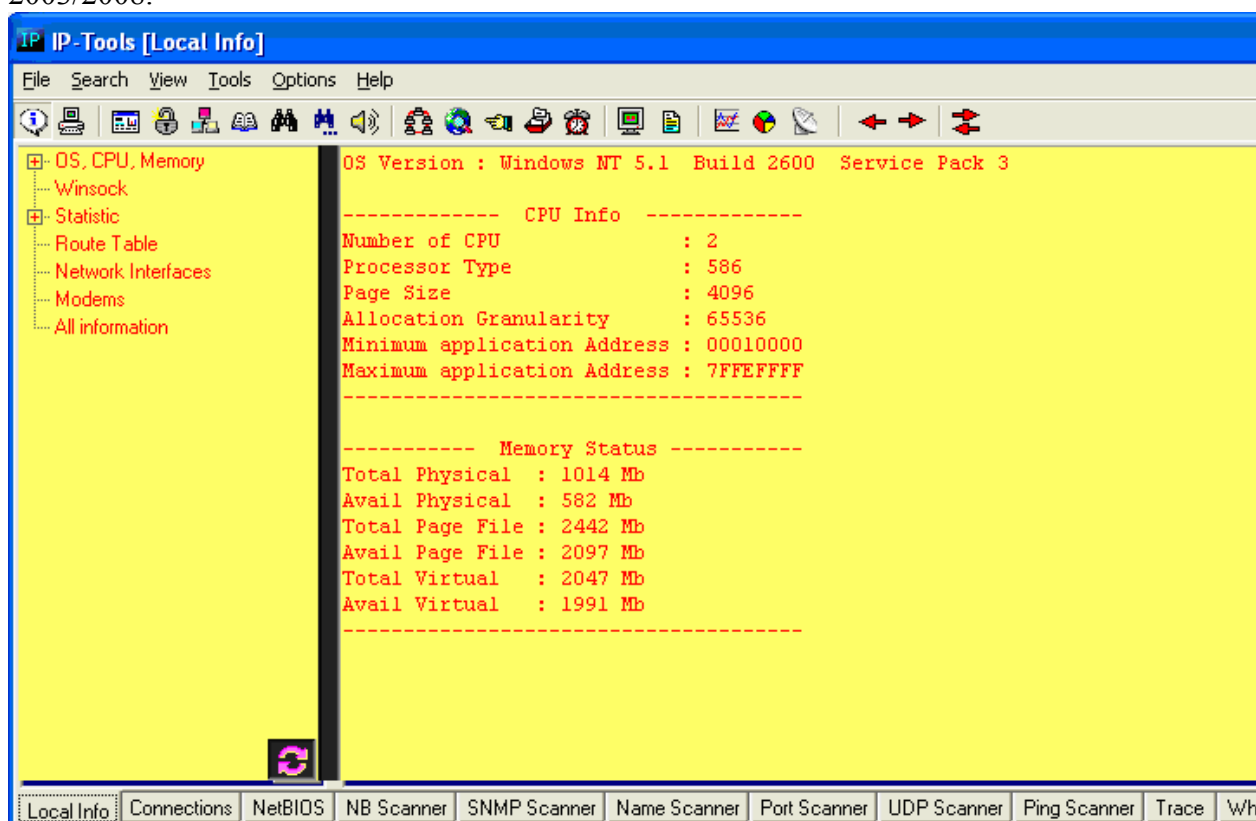 2003/2008.
IP IP-Tools [Local Info]
File Search View Tools Options Help
OS, CPU, Memory
Winsock
Statistic
Route Table
Network Interfaces
Modems
All information
OS Version : Windows NT 5.1 Build 2600 Service Pack 3
------------- CPU Info -------------
Number of CPU : 2
Processor Type : 586
Page Size : 4096
Allocation Granularity : 65536
Minimum application Address : 00010000
Maximum application Address : 7FFEFFFF
---------------------------------------
----------- Memory Status -----------
Total Physical : 1014 Mb
Avail Physical : 582 Mb
Total Page File : 2442 Mb
Avail Page File : 2097 Mb
Total Virtual : 2047 Mb
Avail Virtual : 1991 Mb
---------------------------------------
Local Info Connections NetBIOS NB Scanner SNMP Scanner Name Scanner Port Scanner UDP Scanner Ping Scanner Trace Wh